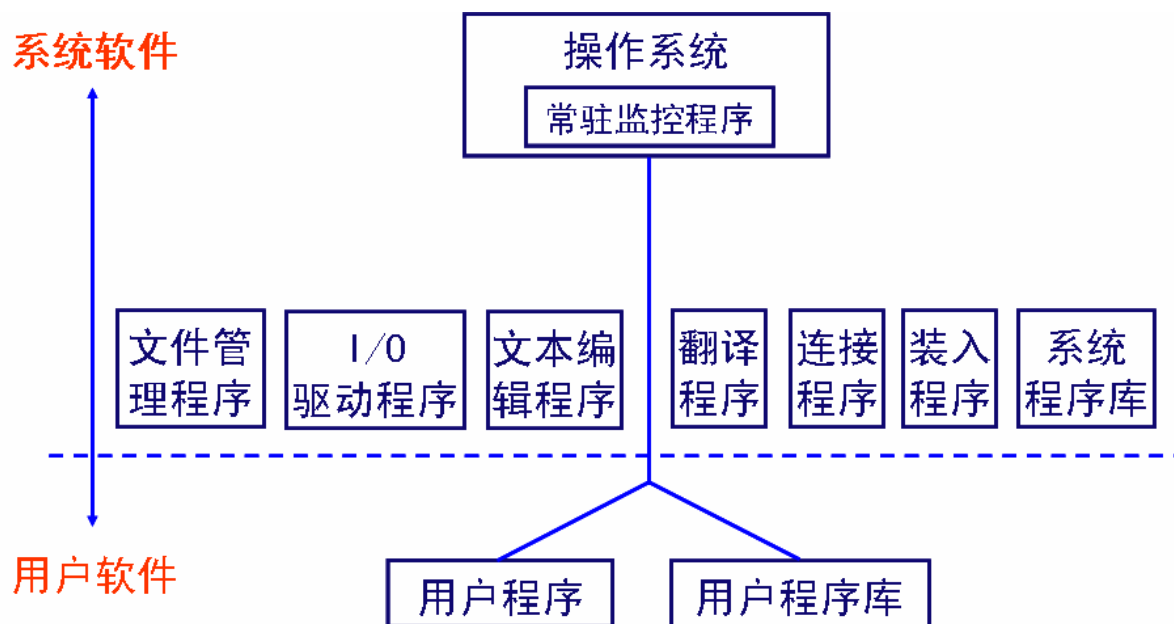 系统软件
操作系统
常驻监控程序
文件管
理程序
I/O
驱动程序
文本编
辑程序
翻译
程序
连接
程序
装入
程序
系统
程序库
用户软件
用户程序
用户程序库